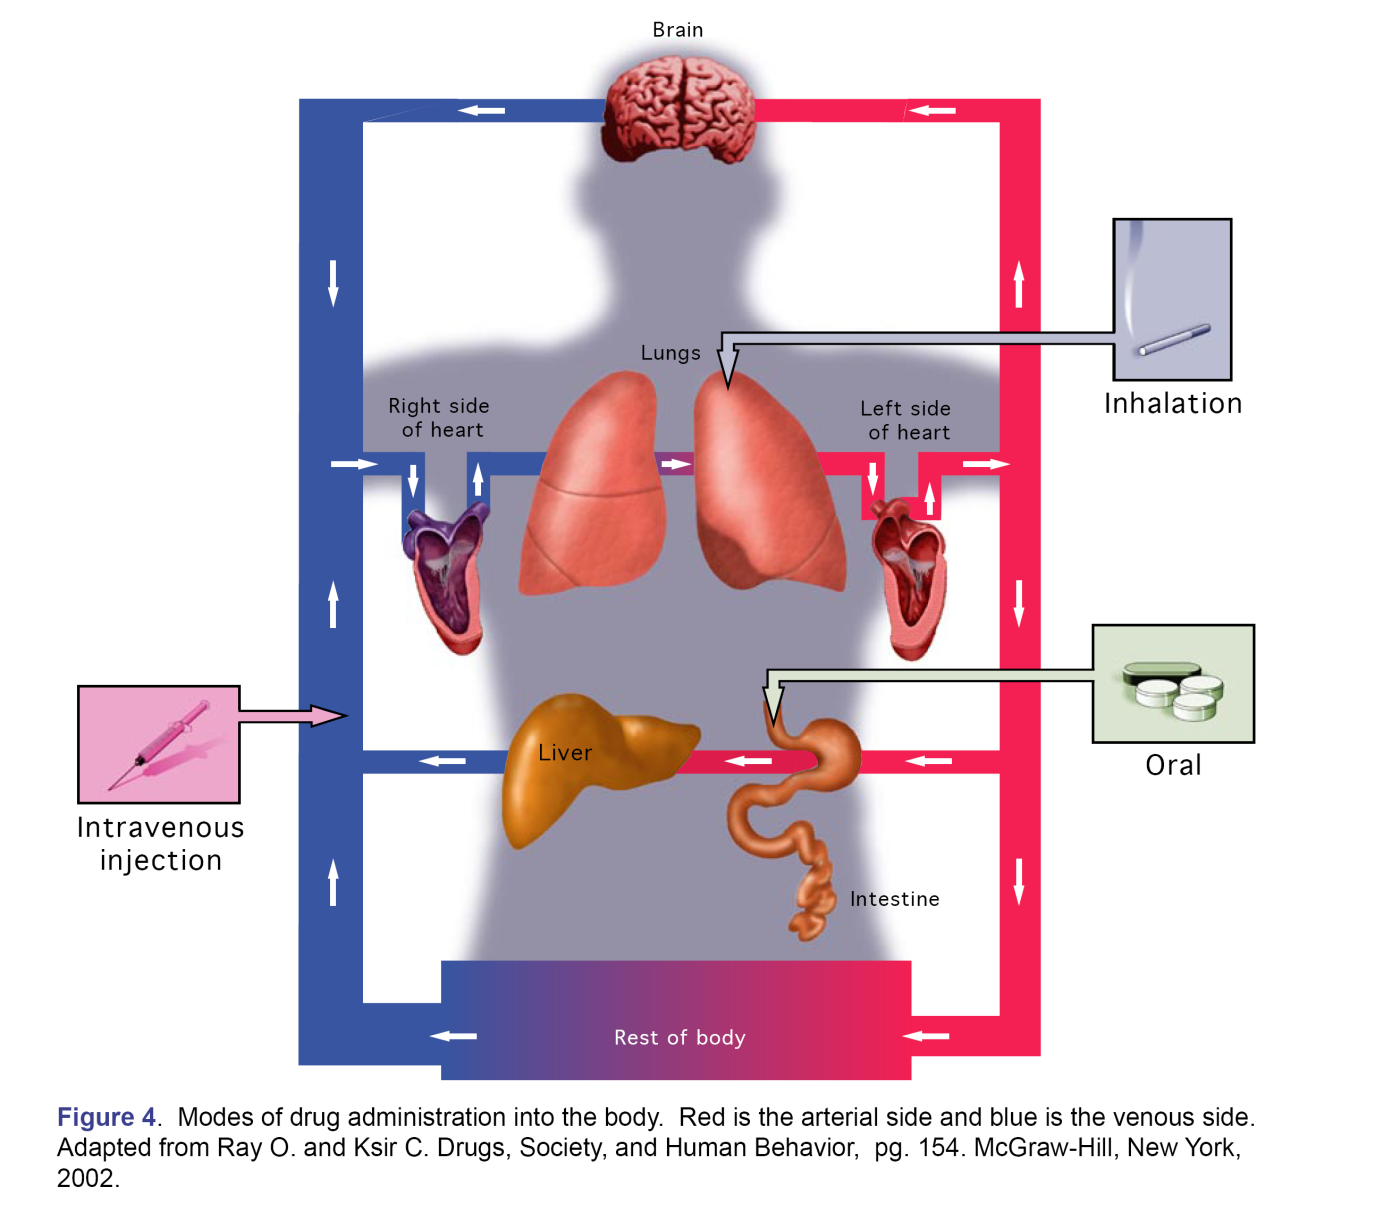 Brain
Lungs
Right side
of heart
Left side
of heart
Inhalation
Liver
Oral
Intravenous
injection
Intestine
Rest of body
Figure 4.  Modes of drug administration into the body.  Red is the arterial side and blue is the venous side.
Adapted from Ray O. and Ksir C. Drugs, Society, and Human Behavior,  pg. 154. McGraw-Hill, New York,
2002.